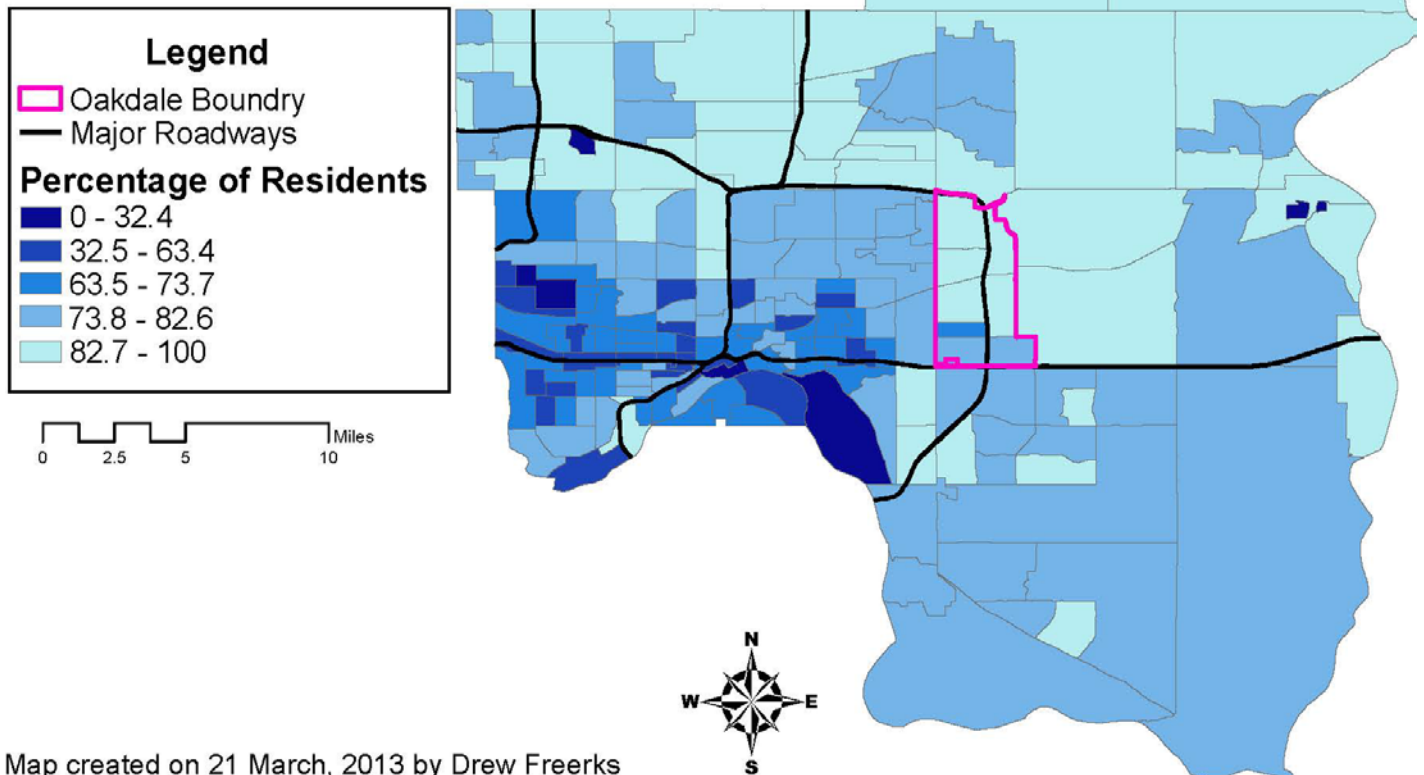 Legend
Oakdale Boundry
Major Roadways
Percentage of Residents
0 - 32.4
32.5 - 63.4
63.5 - 73.7
73.8 - 82.6
82.7 - 100
Miles
0 2.5 5 10
N
W E
S
Map created on 21 March, 2013 by Drew Freerks